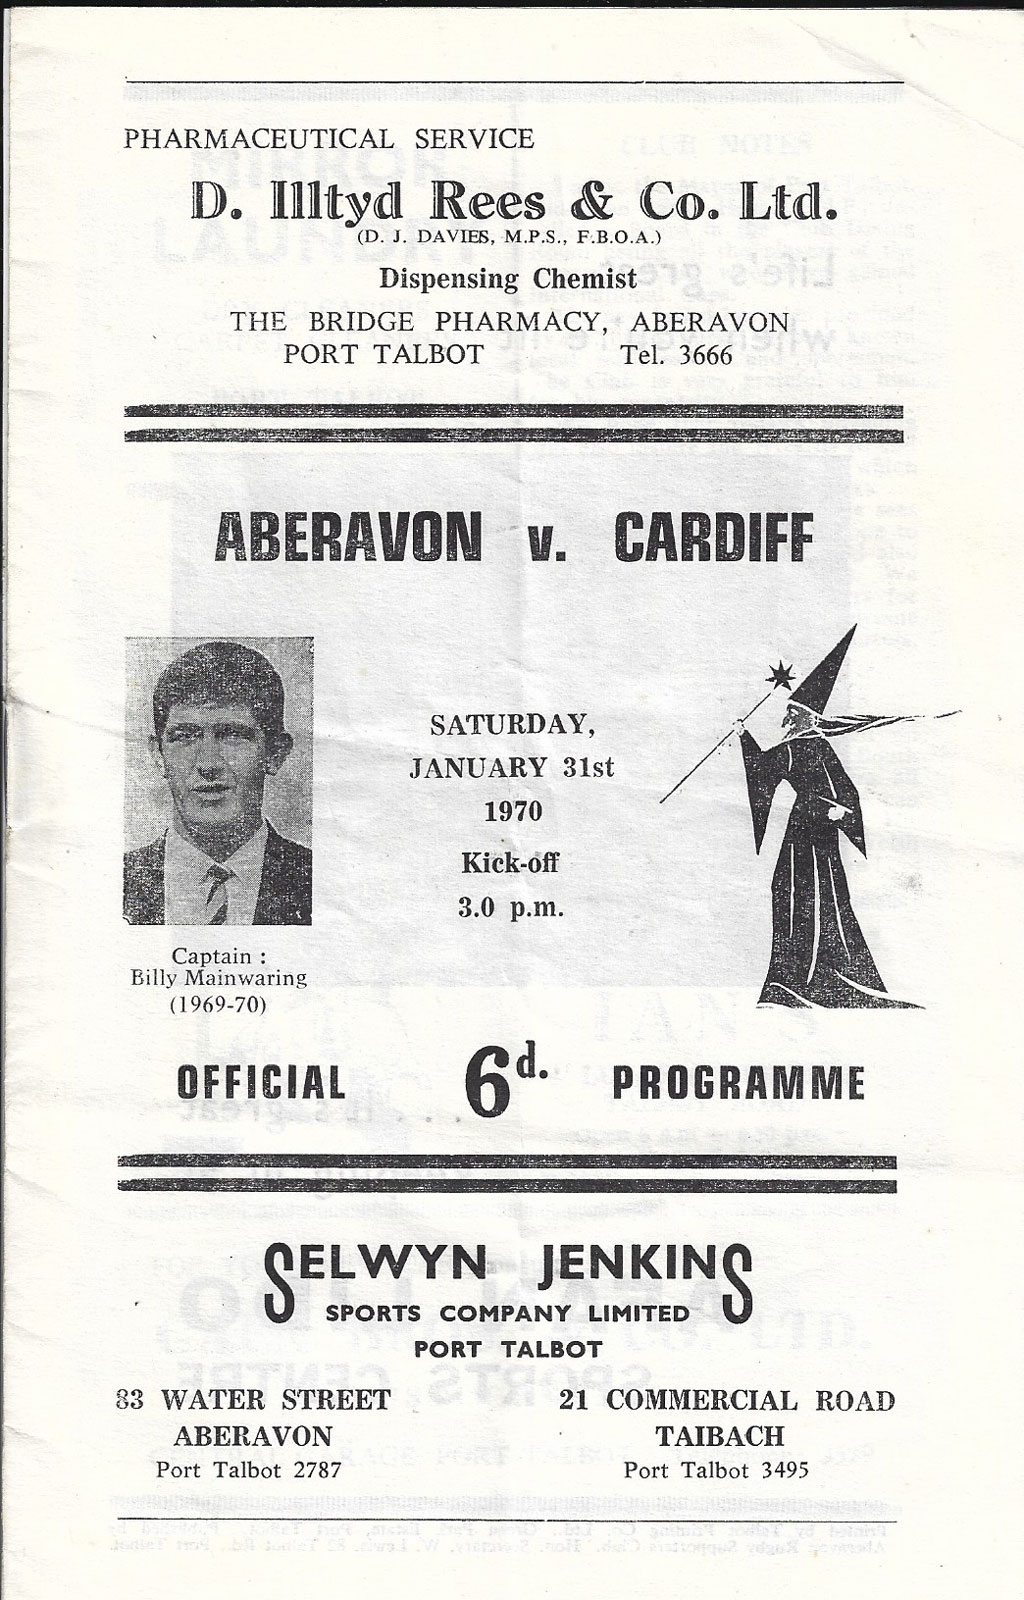 PHARMACEUTICAL SERVICE
D. Illtyd Rees & Co. Ltd.
(D. J. DAVIES, M.P.S., F.B.O.A.)
Dispensing Chemist
THE BRIDGE PHARMACY, ABERAVON
PORT TALBOT Tel. 3666
ABERAVON v. CARDIFF
SATURDAY,
JANUARY 31st
1970
Kick-off
3.0 p.m.
Captain :
Billy Mainwaring
(1969-70)
OFFICIAL 6d. PROGRAMME
SELWYN JENKINS
SPORTS COMPANY LIMITED
PORT TALBOT
83 WATER STREET 21 COMMERCIAL ROAD
ABERAVON TAIBACH
Port Talbot 2787 Port Talbot 3495